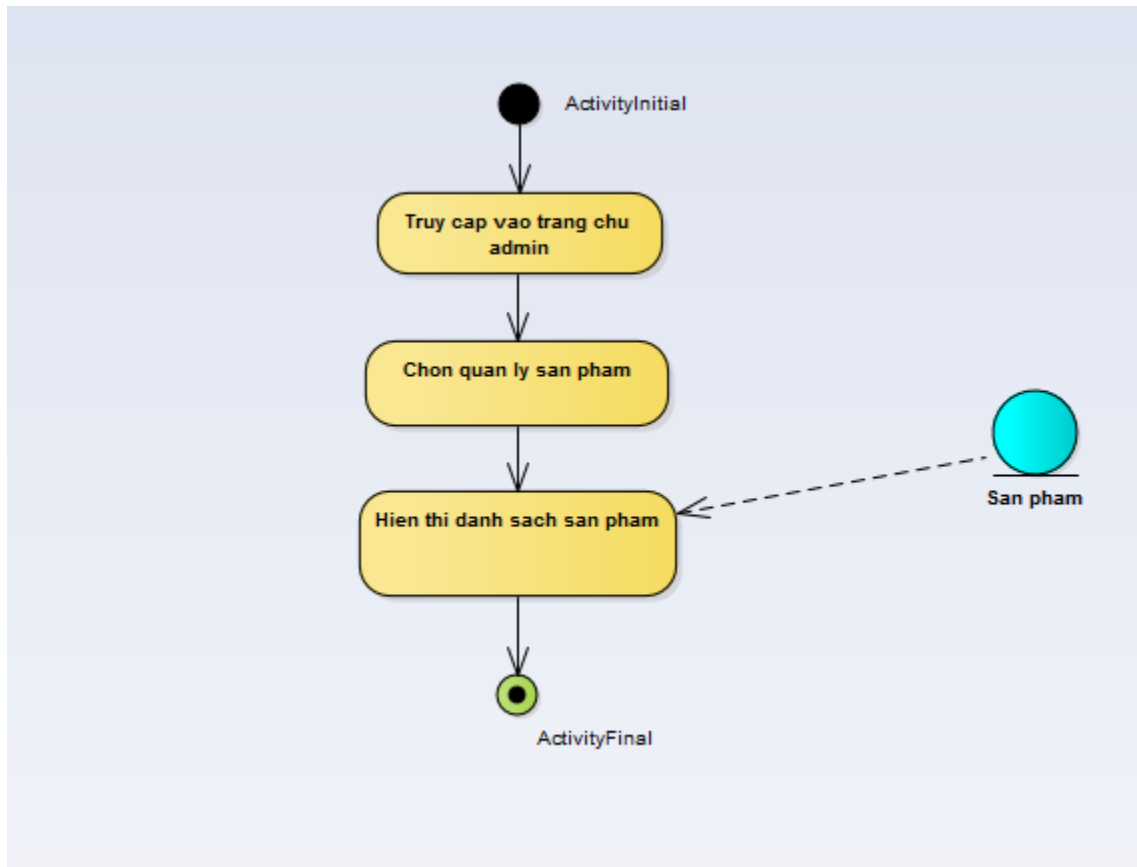 ActivityInitial
Truy cap vao trang chu
admin
Chon quan ly san pham
San pham
Hien thi danh sach san pham
ActivityFinal